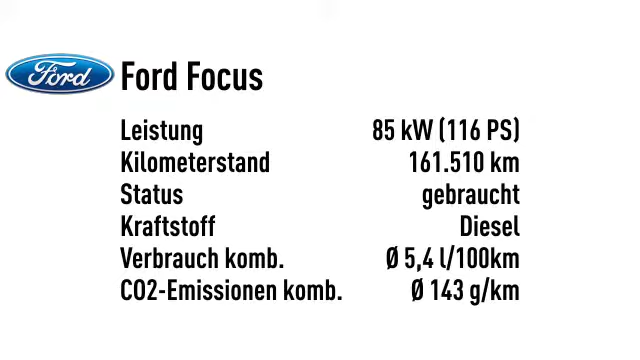 Ford Ford Focus
Leistung 85 kW (116 PS)
Kilometerstand 161.510 km
Status gebraucht
Kraftstoff Diesel
Verbrauch komb. Ø 5,4 l/100km
CO2-Emissionen komb. Ø 143 g/km